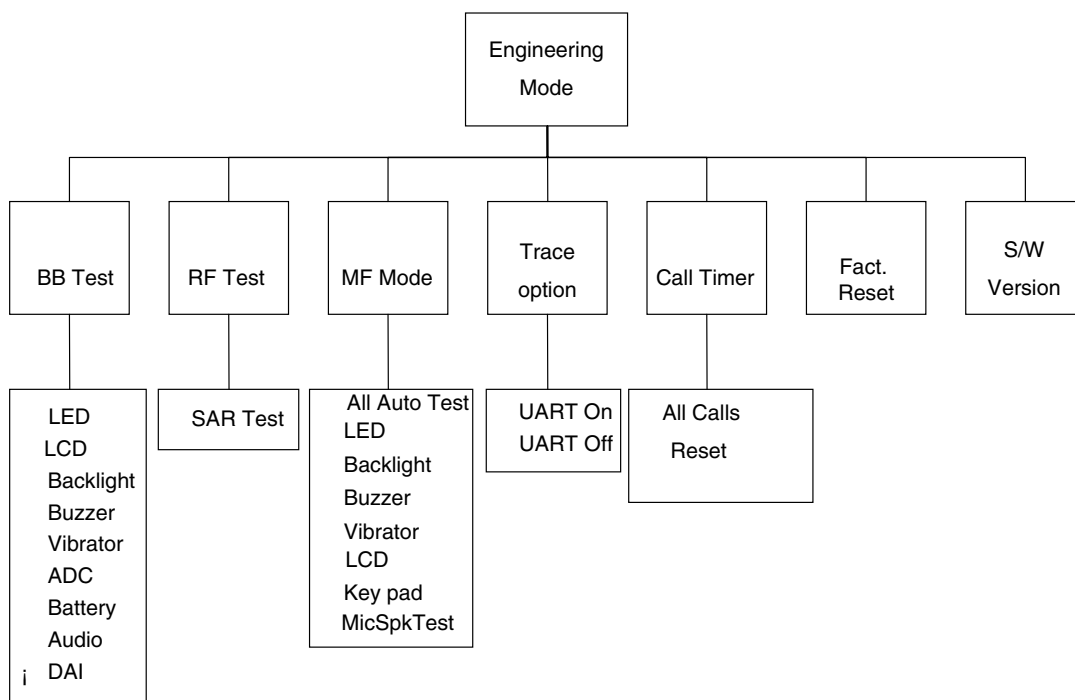 Engineering
Mode
BB Test
RF Test
MF Mode
Trace
option
Call Timer
Fact.
Reset
S/W
Version
LED
LCD
Backlight
Buzzer
Vibrator
ADC
Battery
Audio
¡ DAI
SAR Test
All Auto Test
LED
Backlight
Buzzer
Vibrator
LCD
Key pad
MicSpkTest
UART On
UART Off
All Calls
Reset